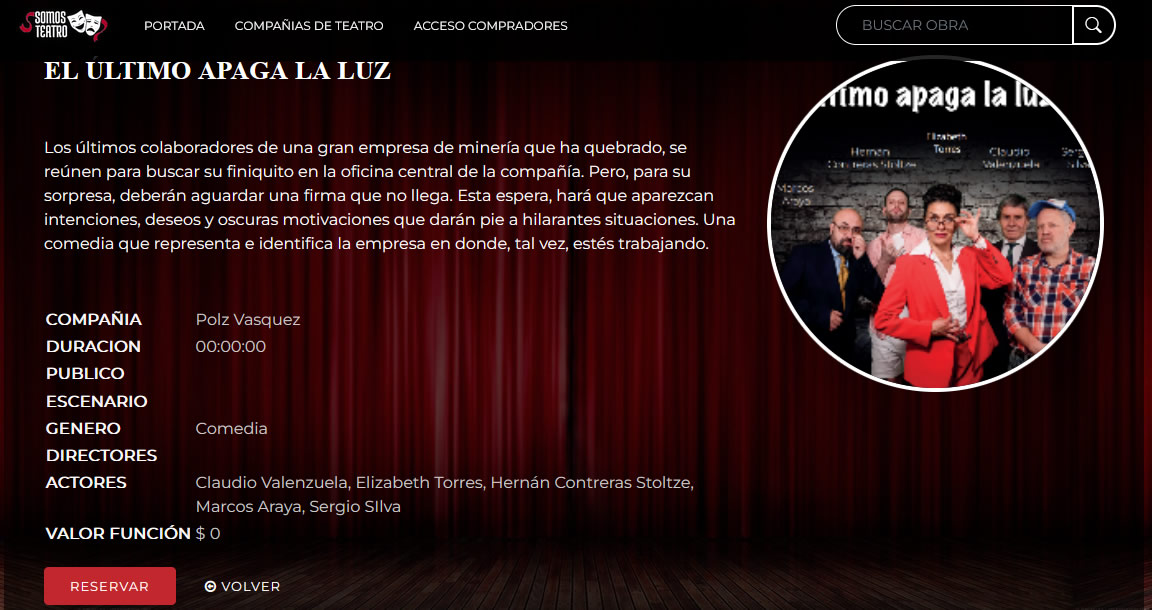 SOMOS
TEATRO
PORTADA
COMPAÑIAS DE TEATRO
ACCESO COMPRADORES
BUSCAR OBRA
EL ÚLTIMO APAGA LA LUZ
ltimo apaga la luz
Los últimos colaboradores de una gran empresa de minería que ha quebrado, se
reúnen para buscar su finiquito en la oficina central de la compañía. Pero, para su
sorpresa, deberán aguardar una firma que no llega. Esta espera, hará que aparezcan
intenciones, deseos y oscuras motivaciones que darán pie a hilarantes situaciones. Una
comedia que representa e identifica la empresa en donde, tal vez, estés trabajando.
Elizabeth
Torres
Hernán
Contreras Stoltze
Claudio
Valenzuela
Marcos
Araya
COMPAÑIA Polz Vasquez
DURACION 00:00:00
PUBLICO
ESCENARIO
GENERO Comedia
DIRECTORES
ACTORES Claudio Valenzuela, Elizabeth Torres, Hernán Contreras Stoltze,
Marcos Araya, Sergio SIlva
VALOR FUNCIÓN $ 0
RESERVAR
VOLVER